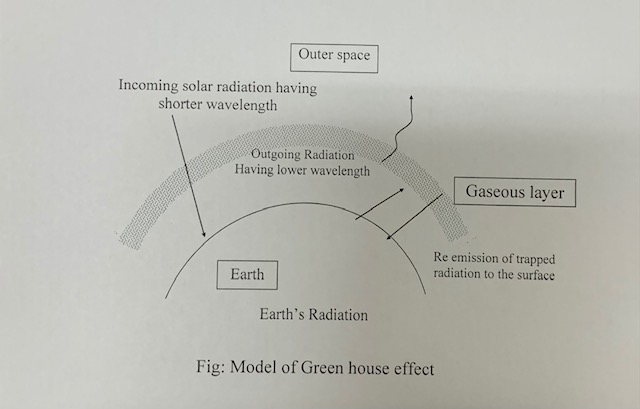 Outer space
Incoming solar radiation having
shorter wavelength
Outgoing Radiation
Having lower wavelength
Gaseous layer
Re emission of trapped
radiation to the surface
Earth
Earth's Radiation
Fig: Model of Green house effect